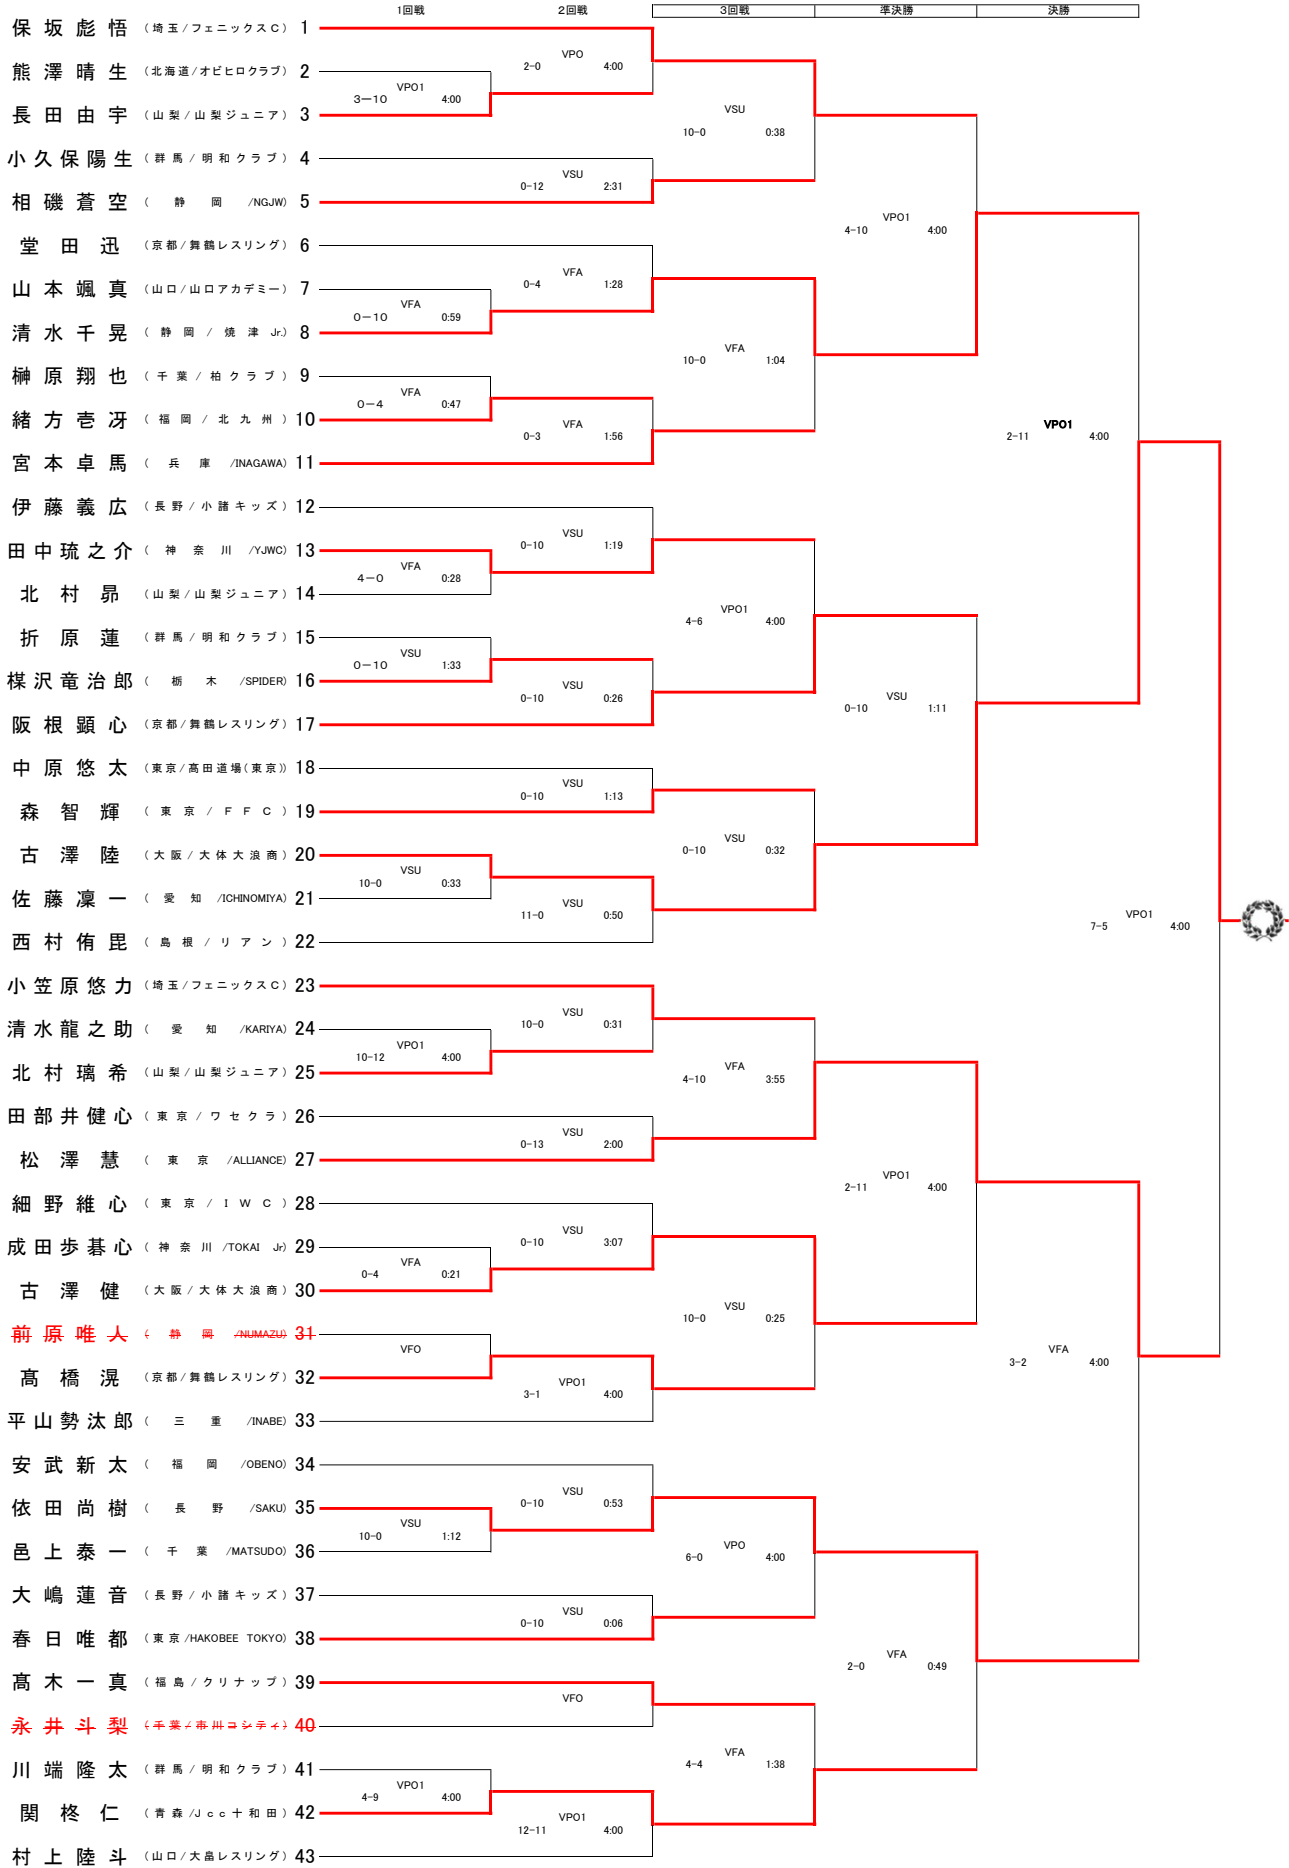 1回戦 2回戦 3回戦 準決勝 決勝
保坂彪悟 （埼玉/フェニックスC） 1
熊澤晴生 （北海道/オビヒロクラブ） 2
長田由宇 （山梨/山梨ジュニア） 3
小久保陽生 （群馬/明和クラブ） 4
相磯蒼空 （静岡/NGJW） 5
堂田迅 （京都/舞鶴レスリング） 6
山本颯真 （山口/山口アカデミー） 7
清水千晃 （静岡/焼津Jr.） 8
榊原翔也 （千葉/柏クラブ） 9
緒方壱冴 （福岡/北九州） 10
宮本卓馬 （兵庫/INAGAWA） 11
伊藤義広 （長野/小諸キッズ） 12
田中琉之介 （神奈川/YJWC） 13
北村昴 （山梨/山梨ジュニア） 14
折原蓮 （群馬/明和クラブ） 15
楳沢竜治郎 （栃木/SPIDER） 16
阪根顕心 （京都/舞鶴レスリング） 17
中原悠太 （東京/高田道場(東京)） 18
森智輝 （東京/FFC） 19
古澤陸 （大阪/大体大浪商） 20
佐藤凜一 （愛知/ICHINOMIYA） 21
西村侑毘 （島根/リアン） 22
小笠原悠力 （埼玉/フェニックスC） 23
清水龍之助 （愛知/KARIYA） 24
北村璃希 （山梨/山梨ジュニア） 25
田部井健心 （東京/ワセクラ） 26
松澤慧 （東京/ALLIANCE） 27
細野維心 （東京/IWC） 28
成田歩碁心 （神奈川/TOKAI Jr） 29
古澤健 （大阪/大体大浪商） 30
前原唯人 （静岡/NUMAZU） 31
髙橋滉 （京都/舞鶴レスリング） 32
平山勢汰郎 （三重/INABE） 33
安武新太 （福岡/OBENO） 34
依田尚樹 （長野/SAKU） 35
邑上泰一 （千葉/MATSUDO） 36
大嶋蓮音 （長野/小諸キッズ） 37
春日唯都 （東京/HAKOBEE TOKYO） 38
髙木一真 （福島/クリナップ） 39
永井斗梨 （千葉/市川コシティ） 40
川端隆太 （群馬/明和クラブ） 41
関柊仁 （青森/Jcc十和田） 42
村上陸斗 （山口/大畠レスリング） 43
VPO1
3－10 4:00
VFA
0－10 0:59
VFA
0－4 0:47
VFA
4－0 0:28
VSU
0－10 1:33
VSU
10-0 0:33
VPO1
10-12 4:00
VFA
0-4 0:21
VFO
VSU
10-0 1:12
VPO1
4-9 4:00
VPO
2-0 4:00
VSU
0-12 2:31
VFA
0-4 1:28
VFA
0-3 1:56
VSU
0-10 1:19
VSU
0-10 0:26
VSU
0-10 1:13
VSU
11-0 0:50
VSU
10-0 0:31
VSU
0-13 2:00
VSU
0-10 3:07
VPO1
3-1 4:00
VSU
0-10 0:53
VSU
0-10 0:06
VFO
VPO1
12-11 4:00
VSU
10-0 0:38
VFA
10-0 1:04
VPO1
4-6 4:00
VSU
0-10 0:32
VFA
4-10 3:55
VSU
10-0 0:25
VPO
6-0 4:00
VFA
4-4 1:38
VPO1
4-10 4:00
VSU
0-10 1:11
VPO1
2-11 4:00
VFA
2-0 0:49
VPO1
2-11 4:00
VFA
3-2 4:00
VPO1
7-5 4:00